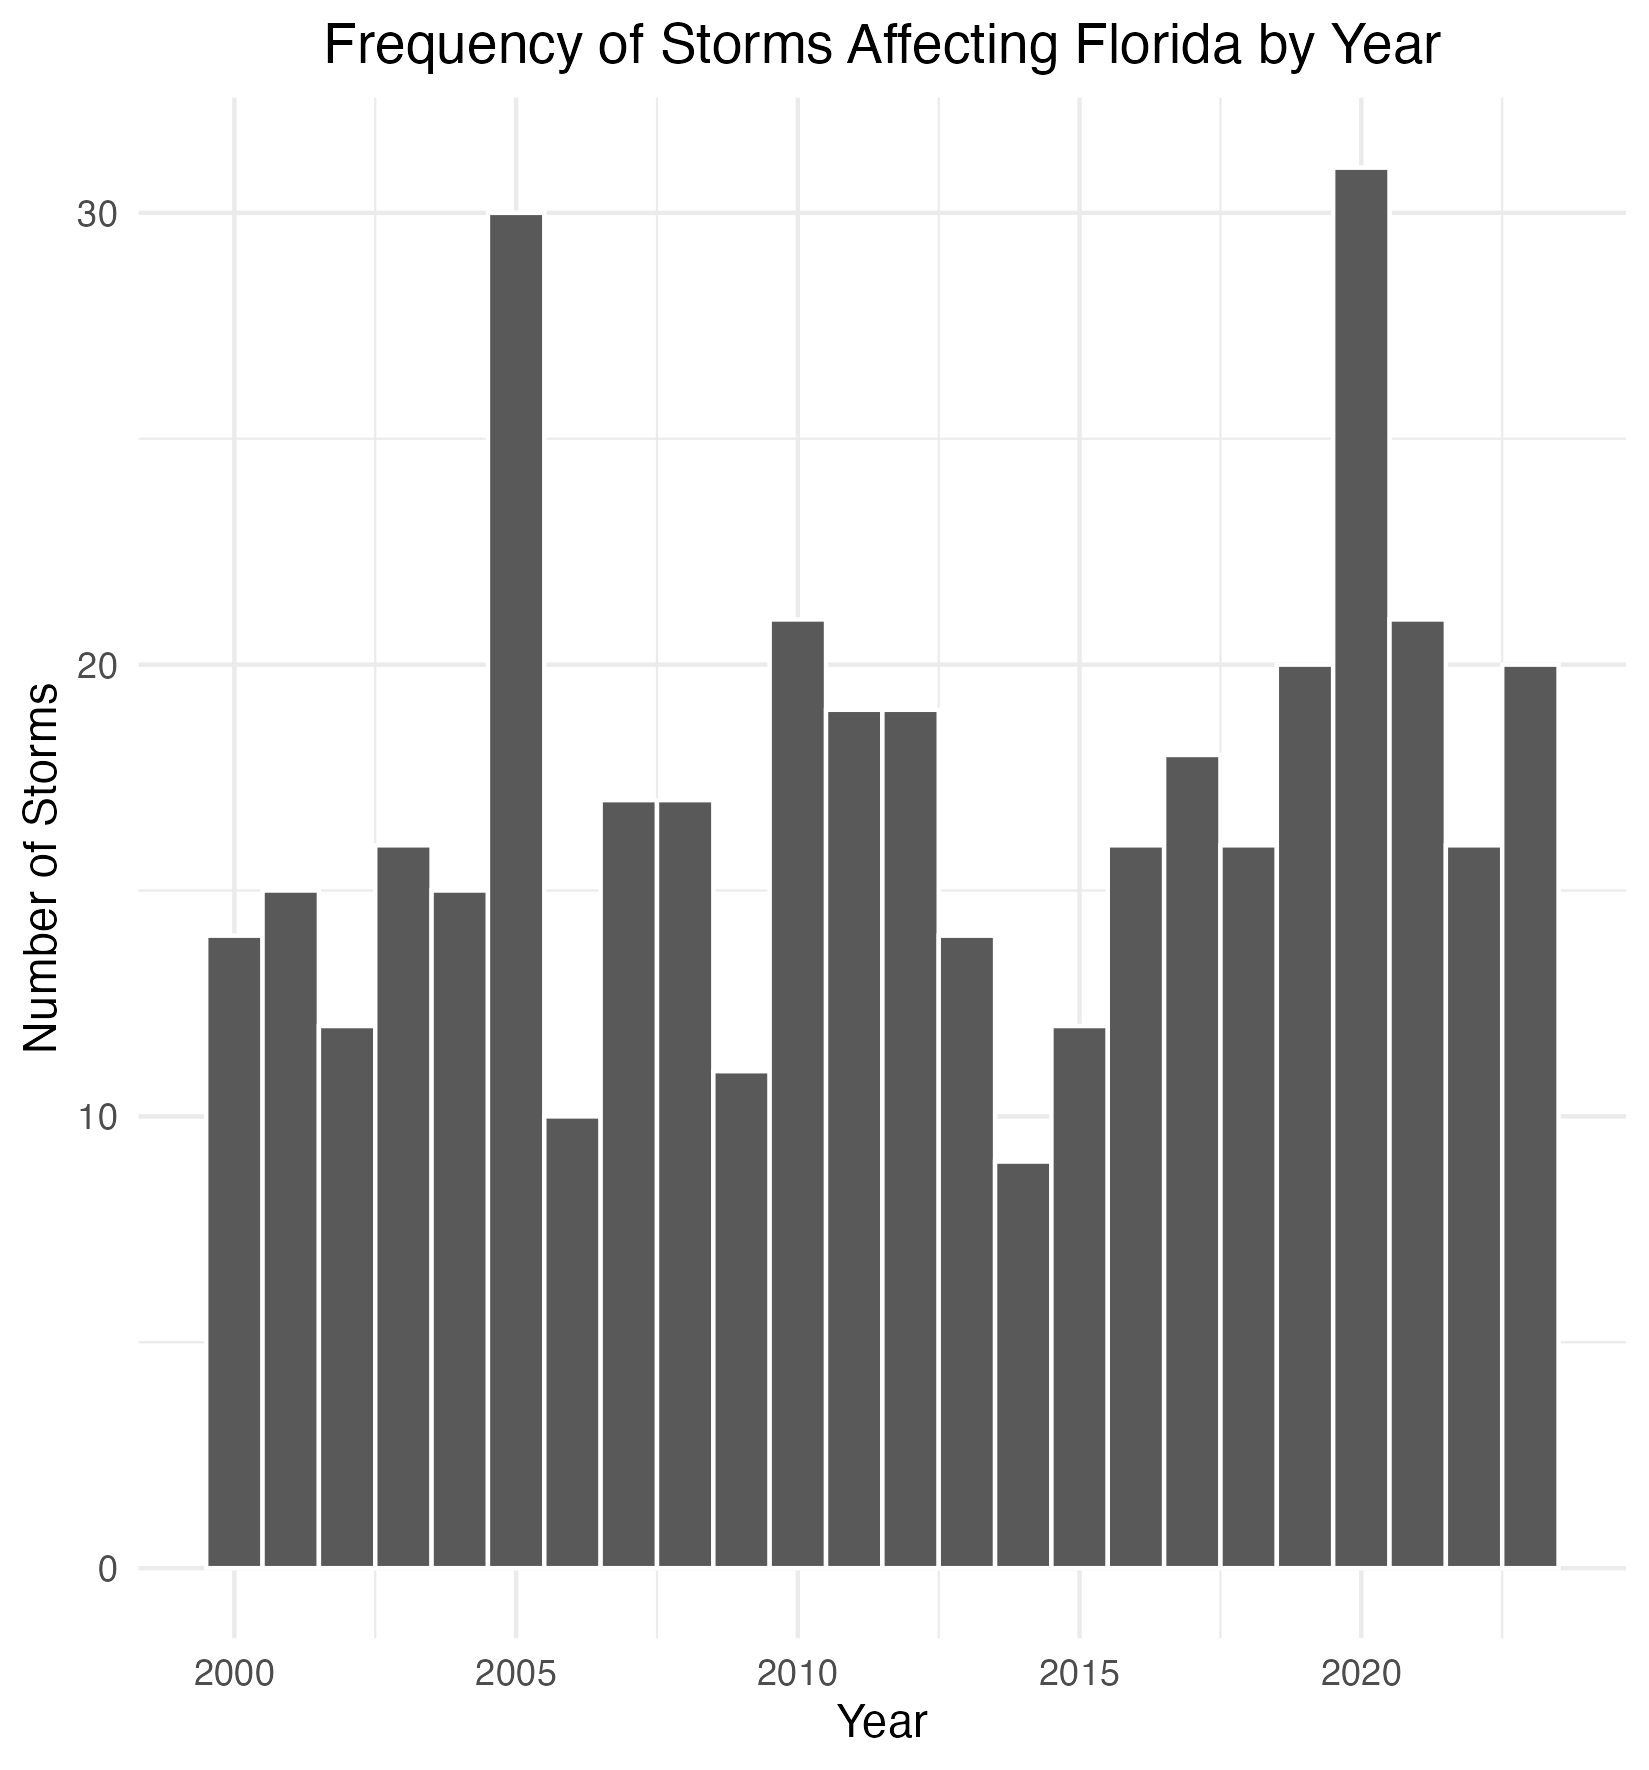 Frequency of Storms Affecting Florida by Year
Number of Storms
30
20
10
0
2000 2005 2010 2015 2020
Year